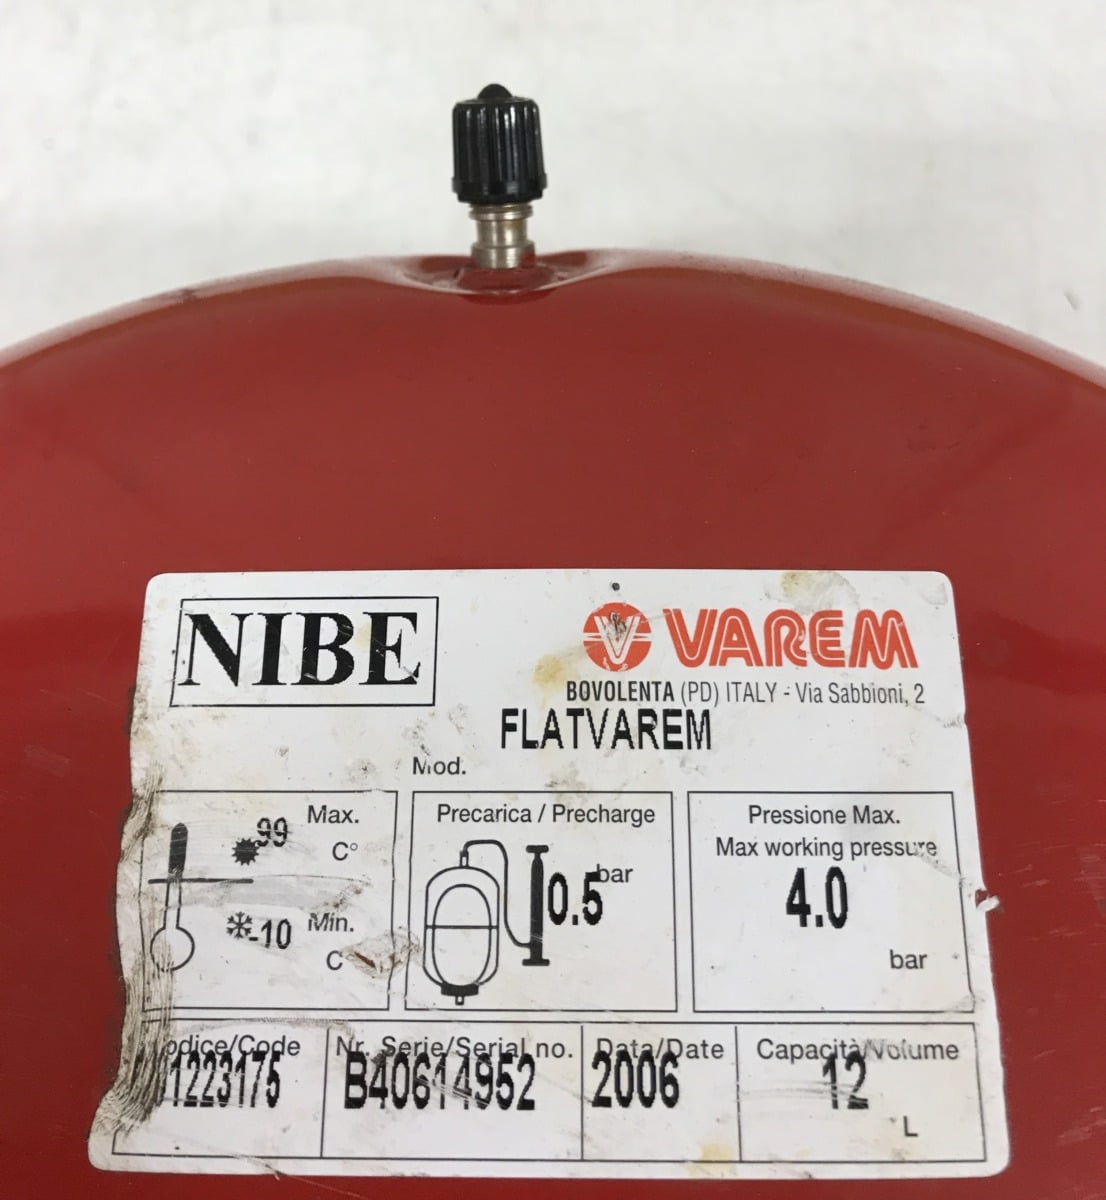 NIBE
VAREM
BOVOLENTA (PD) ITALY - Via Sabbioni, 2
FLATVAREM
Mod.
Max.
99
C°
-10
Min.
C
Precarica / Precharge
bar
0.5
Pressione Max.
Max working pressure
4.0
bar
Nr. Serie/Serial no.
B40614952
Data/Date
2006
Capacità/Volume
12
L